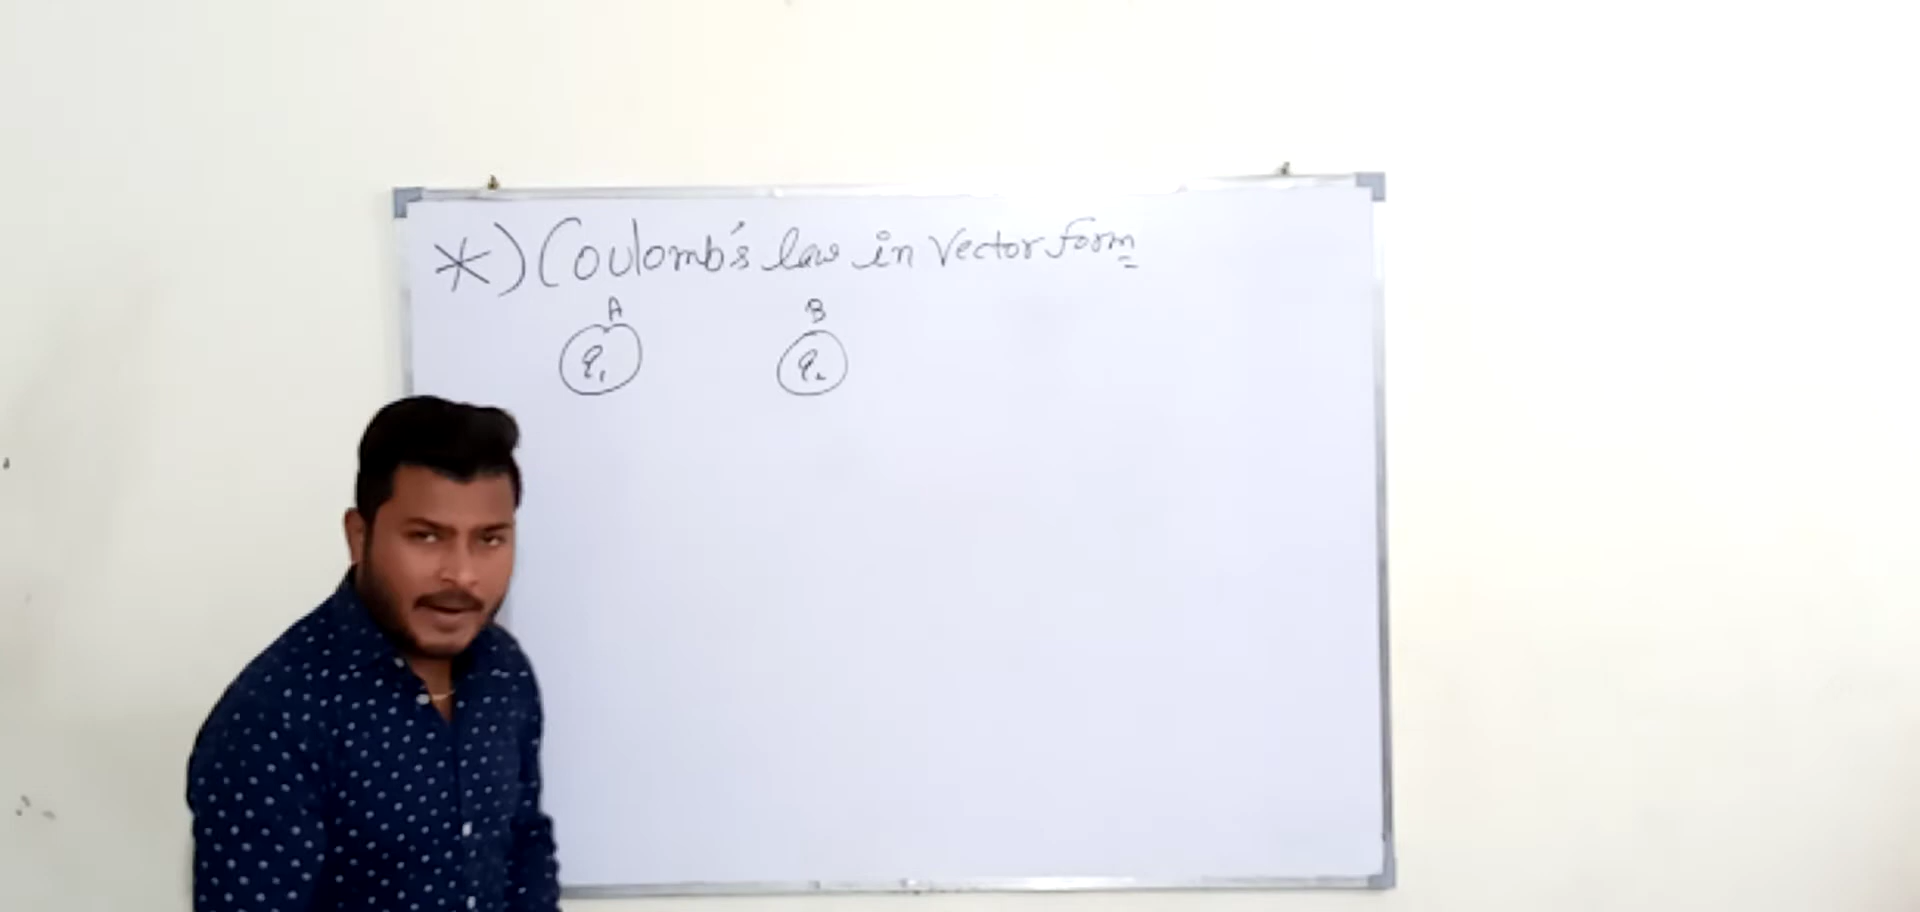 *) Coulomb's law in vector form
A B
q₁ q₂